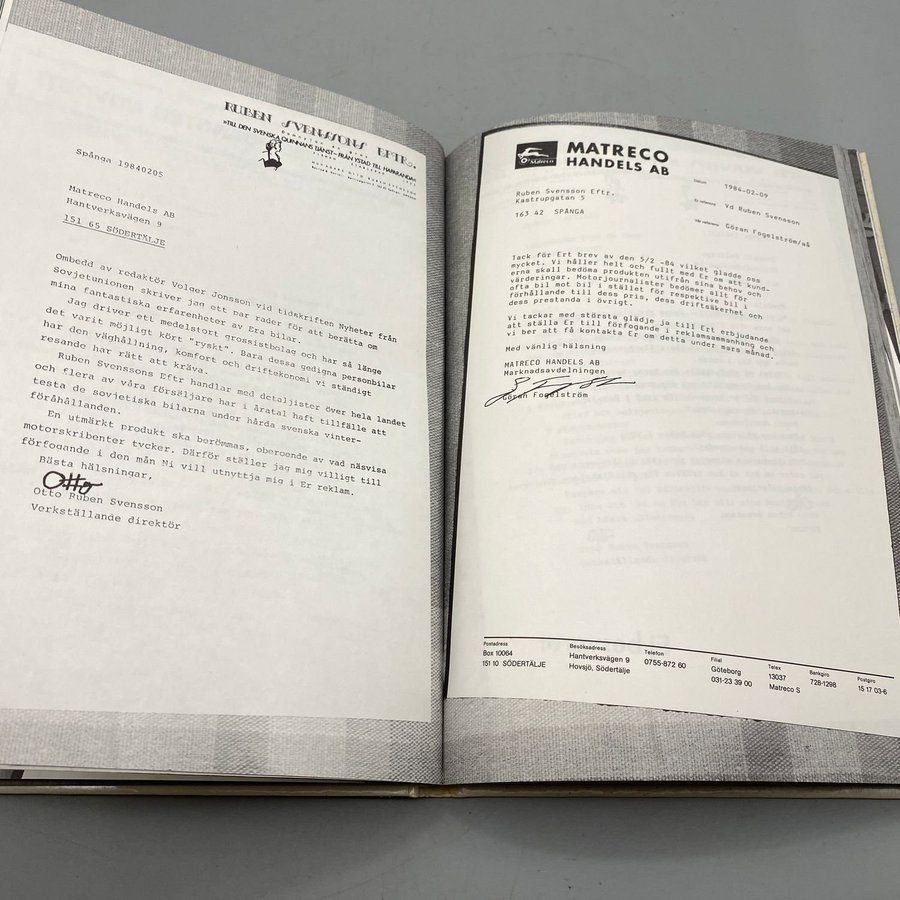 RUBEN SVENSSONS EFTR.
»TILL DEN SVENSKA QVINNANS TJÄNST–FRÅN YSTAD TILL HAPARANDA»
Spånga 19840205
Matreco Handels AB
Hantverksvägen 9
151 65 SÖDERTÄLJE
Ombedd av redaktör Volger Jonsson vid tidskriften Nyheter från
Sovjetunionen skriver jag ett par rader för att berätta om
mina fantastiska erfarenheter av Era bilar.
Jag driver ett medelstort grossistbolag och har så länge
det varit möjligt kört "ryskt". Bara dessa gedigna personbilar
har den väghållning, komfort och driftekonomi vi ständigt
resande har rätt att kräva.
Ruben Svenssons Eftr handlar med detaljister över hela landet
och flera av våra försäljare har i åratal haft tillfälle att
testa de sovjetiska bilarna under hårda svenska vinter-
föråhållanden.
En utmärkt produkt ska berömmas, oberoende av vad näsvisa
motorskribenter tycker. Därför ställer jag mig villigt till
förfogande i den mån Ni vill utnyttja mig i Er reklam.
Bästa hälsningar,
Otto
Otto Ruben Svensson
Verkställande direktör
Matreco
MATRECO
HANDELS AB
Datum 1984-02-09
Ruben Svensson Eftr.
Kastrupgatan 5
163 42 SPÅNGA
Er referens Vd Ruben Svensson
Vår referens Göran Fogelström/aå
Tack för Ert brev av den 5/2 -84 vilket gladde oss
mycket. Vi håller helt och fullt med Er om att kund-
erna skall bedöma produkten utifrån sina behov och
värderingar. Motorjournalister bedömer allt för
ofta bil mot bil i stället för respektive bil i
förhållande till dess pris, dess driftsäkerhet och
dess prestanda i övrigt.
Vi tackar med största glädje ja till Ert erbjudande
att ställa Er till förfogande i reklamsammanhang och
vi ber att få kontakta Er om detta under mars månad.
Med vänlig hälsning
MATRECO HANDELS AB
Marknadsavdelningen
Göran Fogelström
Postadress
Box 10064
151 10 SÖDERTÄLJE
Besöksadress
Hantverksvägen 9
Hovsjö, Södertälje
Telefon
0755-872 60
Filial
Göteborg
031-23 39 00
Telex
13037
Matreco S
Bankgiro
728-1298
Postgiro
15 17 03-6